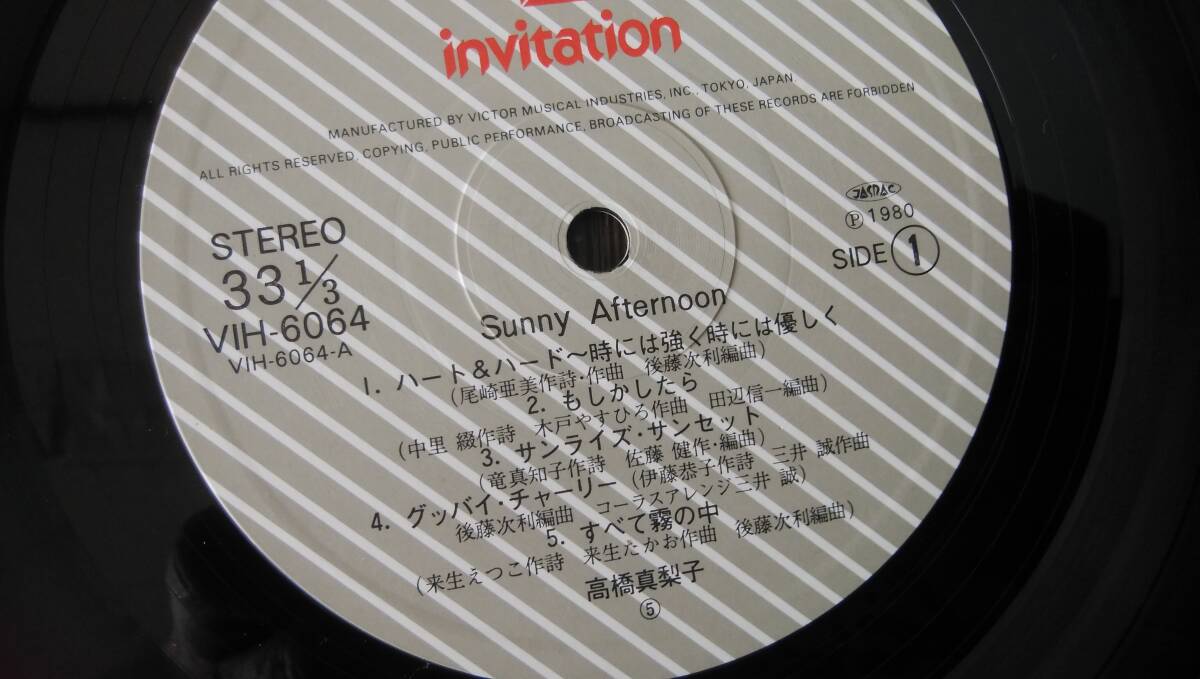 invitation
MANUFACTURED BY VICTOR MUSICAL INDUSTRIES, INC., TOKYO, JAPAN.
ALL RIGHTS RESERVED, COPYING, PUBLIC PERFORMANCE, BROADCASTING OF THESE RECORDS ARE FORBIDDEN
STEREO
33 1/3
VIH-6064
VIH-6064-A
JASRAC
Ⓟ1980
SIDE ①
Sunny Afternoon
1. ハート&ハード〜時には強く時には優しく
(尾崎亜美作詩・作曲 後藤次利編曲)
2. もしかしたら
(中里 綴作詩 木戸やすひろ作曲 田辺信一編曲)
3. サンライズ・サンセット
(竜真知子作詩 佐藤 健作・編曲)
4. グッバイ・チャーリー (伊藤恭子作詩 三井 誠作曲
後藤次利編曲 コーラスアレンジ三井 誠)
5. すべて霧の中
(来生えつこ作詩 来生たかお作曲 後藤次利編曲)
高橋真梨子
⑤